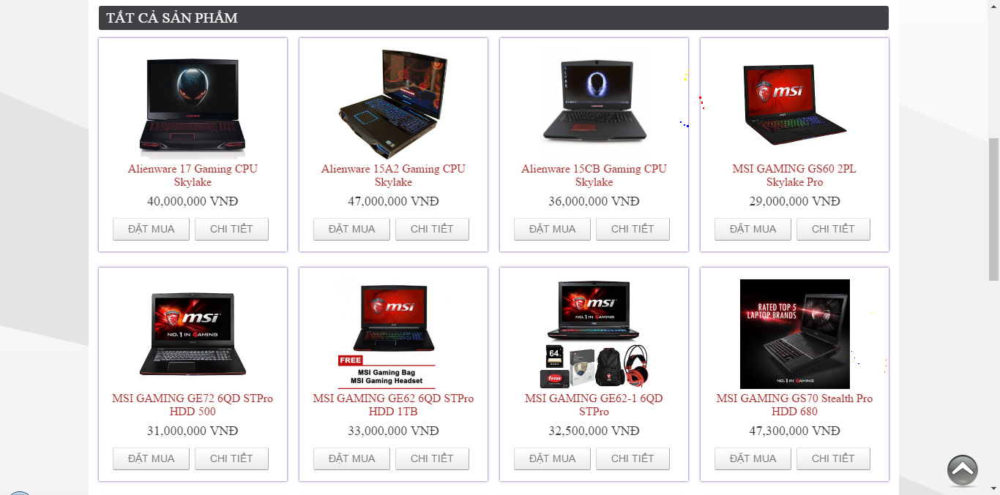 TẤT CẢ SẢN PHẨM
msi
Alienware 17 Gaming CPU
Skylake
Alienware 15A2 Gaming CPU
Skylake
Alienware 15CB Gaming CPU
Skylake
MSI GAMING GS60 2PL
Skylake Pro
40,000,000 VNĐ
47,000,000 VNĐ
36,000,000 VNĐ
29,000,000 VNĐ
ĐẶT MUA CHI TIẾT
ĐẶT MUA CHI TIẾT
ĐẶT MUA CHI TIẾT
ĐẶT MUA CHI TIẾT
msi
NO.1 IN GAMING
msi
FREE
MSI Gaming Bag
MSI Gaming Headset
msi
NO.1 IN GAMING
64
SONY
focus
RATED TOP 5
LAPTOP BRANDS
NO.1 IN GAMING
MSI GAMING GE72 6QD STPro
HDD 500
MSI GAMING GE62 6QD STPro
HDD 1TB
MSI GAMING GE62-1 6QD
STPro
MSI GAMING GS70 Stealth Pro
HDD 680
31,000,000 VNĐ
33,000,000 VNĐ
32,500,000 VNĐ
47,300,000 VNĐ
ĐẶT MUA CHI TIẾT
ĐẶT MUA CHI TIẾT
ĐẶT MUA CHI TIẾT
ĐẶT MUA CHI TIẾT